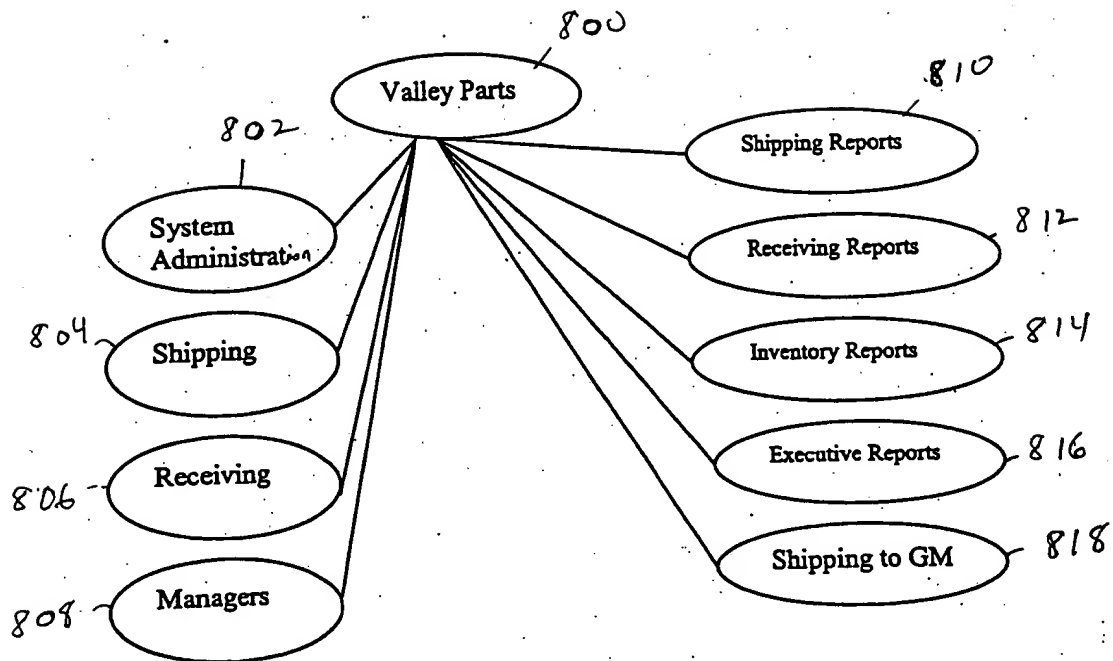 800
Valley Parts
810
Shipping Reports
802
System
Administration
812
Receiving Reports
804
Shipping
814
Inventory Reports
806
Receiving
816
Executive Reports
818
Shipping to GM
808
Managers